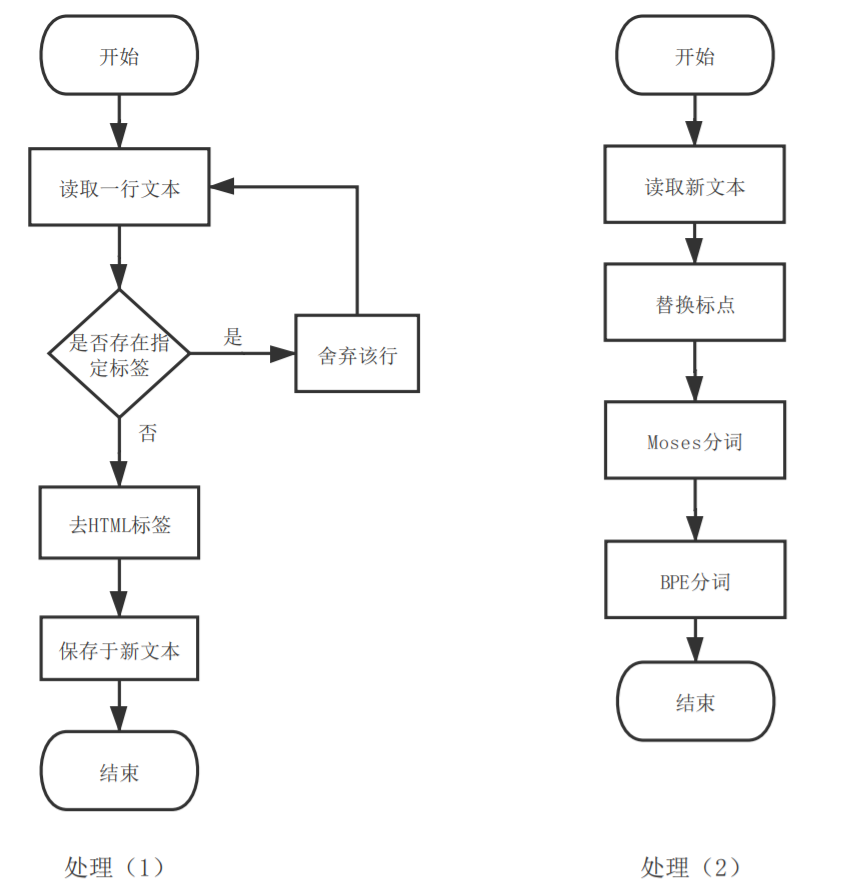 开始
读取一行文本
是否存在指
定标签
是
舍弃该行
否
去HTML标签
保存于新文本
结束
处理（1）
开始
读取新文本
替换标点
Moses分词
BPE分词
结束
处理（2）